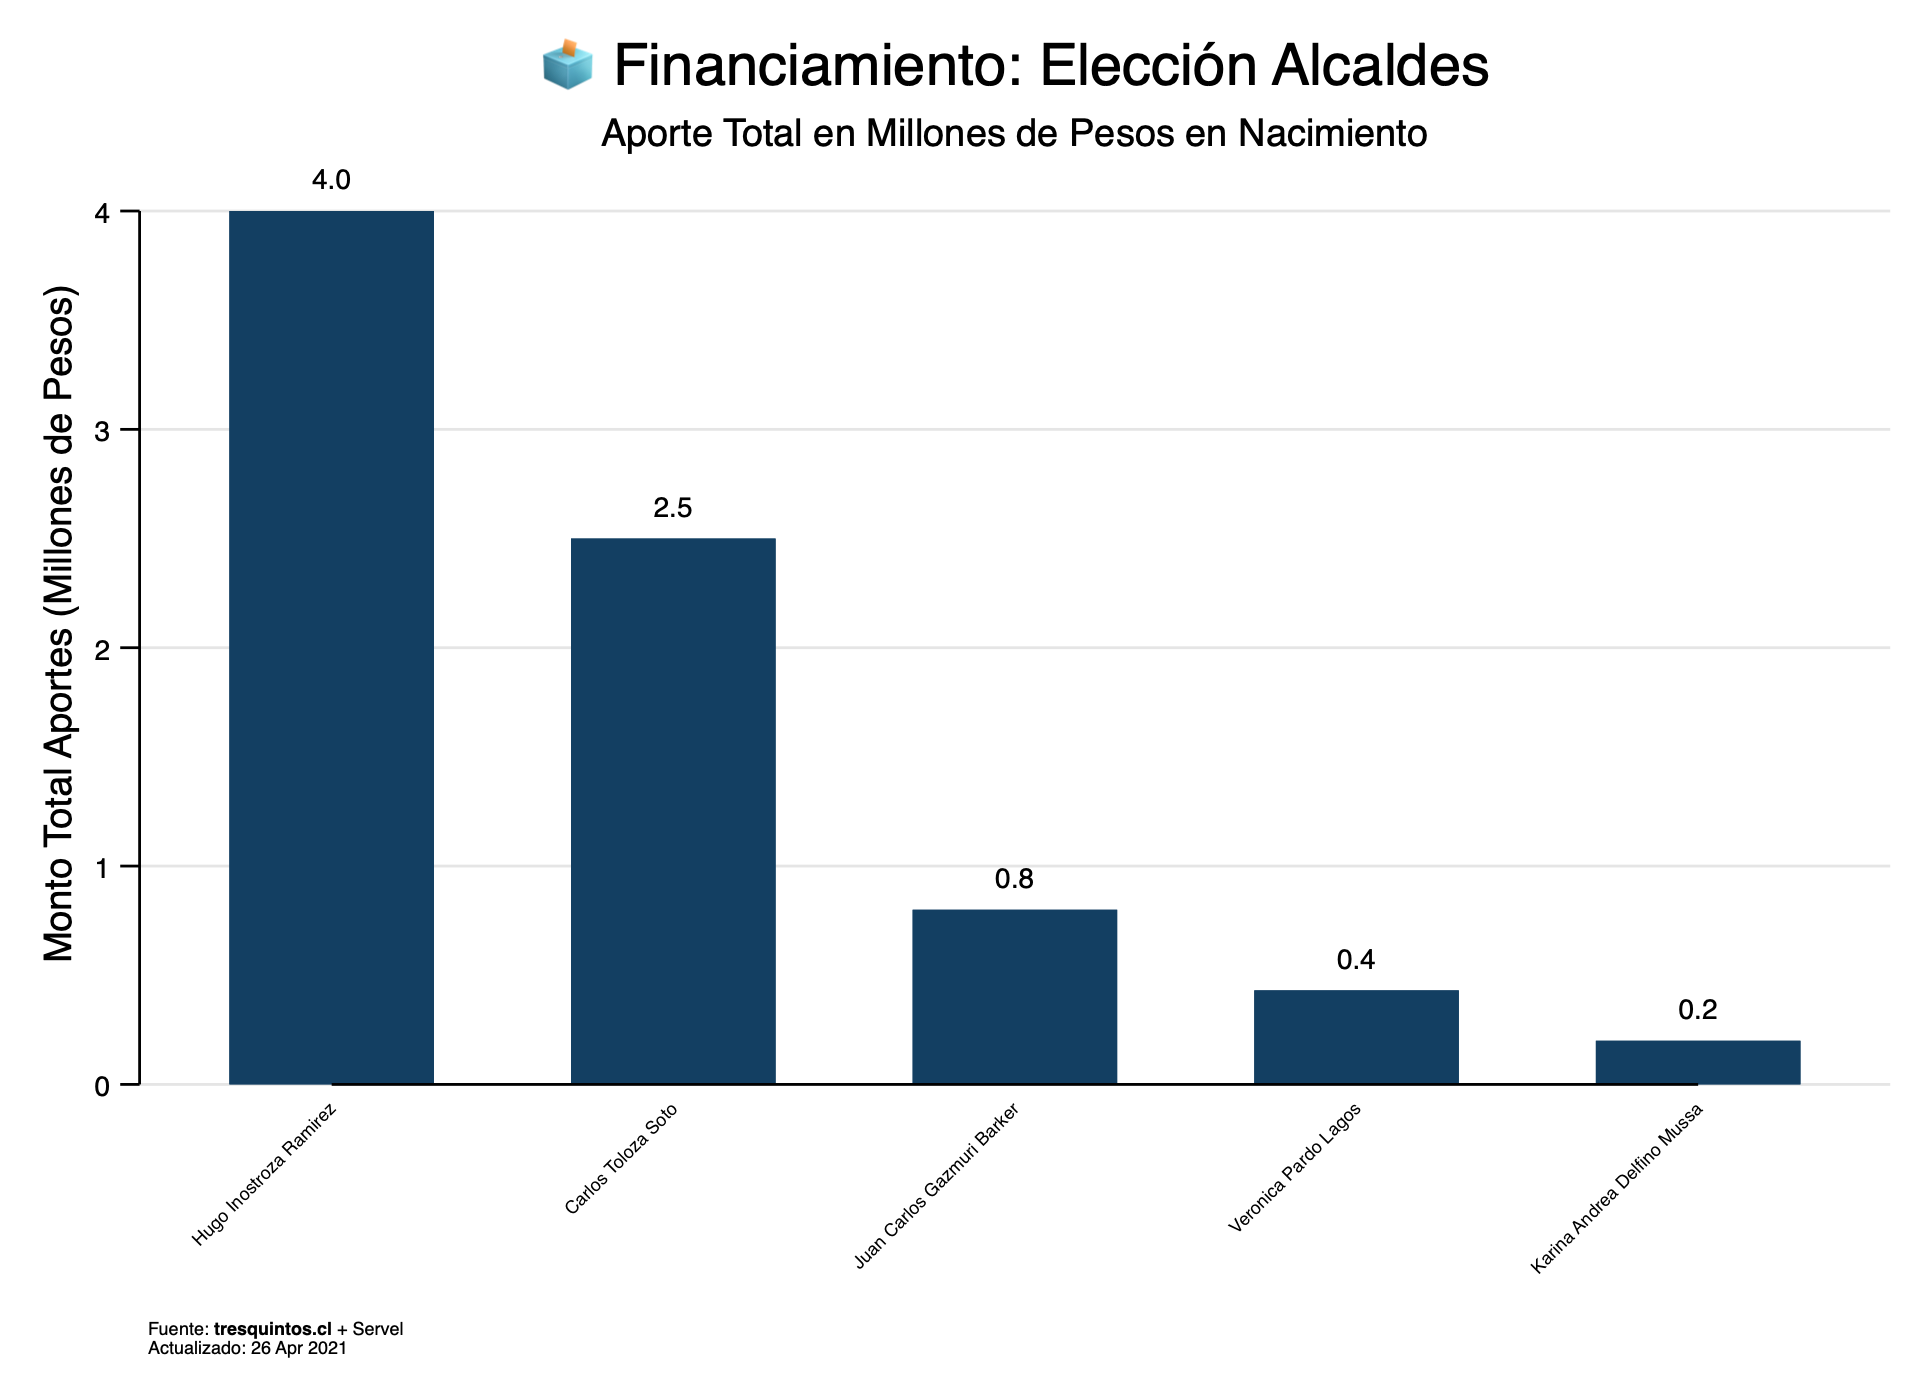 Financiamiento: Elección Alcaldes
Aporte Total en Millones de Pesos en Nacimiento
Monto Total Aportes (Millones de Pesos)
4
3
2
1
0
4.0
2.5
0.8
0.4
0.2
Hugo Inostroza Ramirez
Carlos Toloza Soto
Juan Carlos Gazmuri Barker
Veronica Pardo Lagos
Karina Andrea Delfino Mussa
Fuente: tresquintos.cl + Servel
Actualizado: 26 Apr 2021